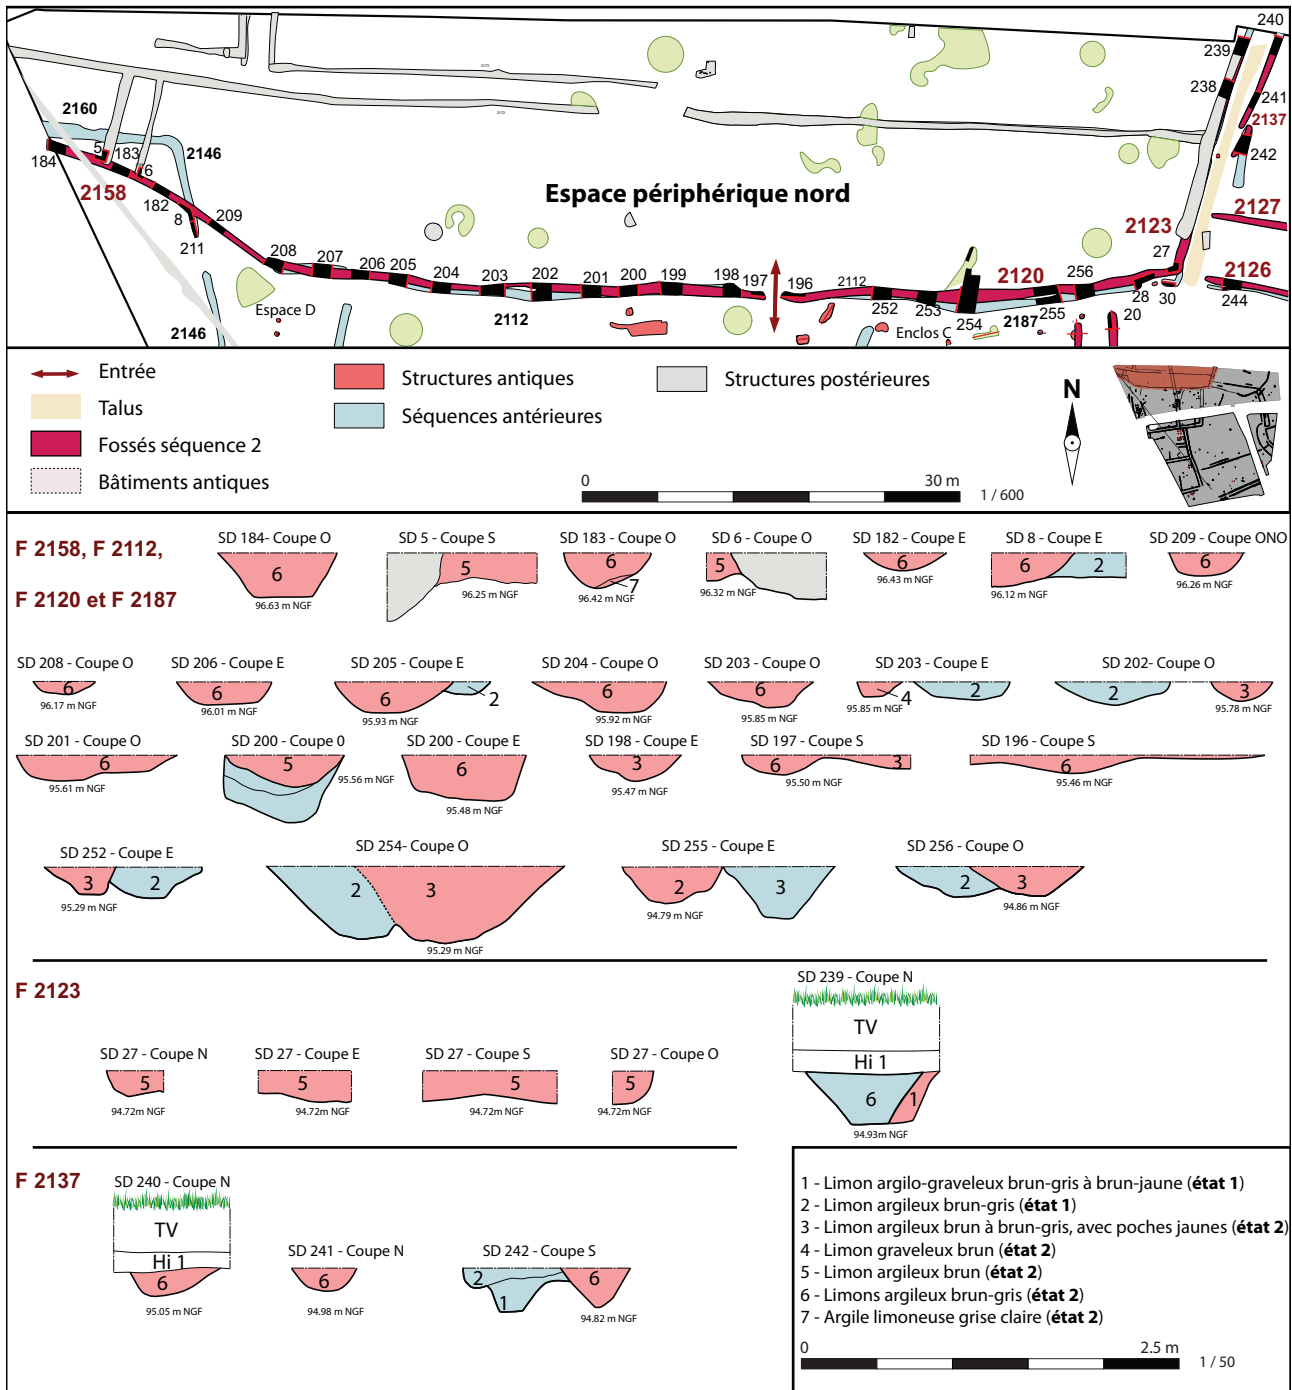 240
239
238
241
2137
242
2160
2146
5
183
6
184
2158
182
8
209
211
Espace périphérique nord
2127
2123
27
2126
208
207
206
205
204
203
202
201
200
199
198
197
196
2112
2120
256
252
253
254
2187
255
28
30
20
244
Espace D
2146
2112
Enclos C
Entrée
Talus
Fossés séquence 2
Bâtiments antiques
Structures antiques
Séquences antérieures
Structures postérieures
N
0 30 m
1 / 600
F 2158, F 2112,
F 2120 et F 2187
SD 184- Coupe O
6
96.63 m NGF
SD 5 - Coupe S
5
96.25 m NGF
SD 183 - Coupe O
6
7
96.42 m NGF
SD 6 - Coupe O
5
96.32 m NGF
SD 182 - Coupe E
6
96.43 m NGF
SD 8 - Coupe E
6 2
96.12 m NGF
SD 209 - Coupe ONO
6
96.26 m NGF
SD 208 - Coupe O
6
96.17 m NGF
SD 206 - Coupe E
6
96.01 m NGF
SD 205 - Coupe E
6 2
95.93 m NGF
SD 204 - Coupe O
6
95.92 m NGF
SD 203 - Coupe O
6
95.85 m NGF
SD 203 - Coupe E
4 2
95.85 m NGF
SD 202- Coupe O
2 3
95.78 m NGF
SD 201 - Coupe O
6
95.61 m NGF
SD 200 - Coupe 0
5
95.56 m NGF
SD 200 - Coupe E
6
95.48 m NGF
SD 198 - Coupe E
3
95.47 m NGF
SD 197 - Coupe S
6 3
95.50 m NGF
SD 196 - Coupe S
6
95.46 m NGF
SD 252 - Coupe E
3 2
95.29 m NGF
SD 254- Coupe O
2 3
95.29 m NGF
SD 255 - Coupe E
2 3
94.79 m NGF
SD 256 - Coupe O
2 3
94.86 m NGF
F 2123
SD 27 - Coupe N
5
94.72m NGF
SD 27 - Coupe E
5
94.72m NGF
SD 27 - Coupe S
5
94.72m NGF
SD 27 - Coupe O
5
94.72m NGF
SD 239 - Coupe N
TV
Hi 1
6 1
94.93m NGF
F 2137
SD 240 - Coupe N
TV
Hi 1
6
95.05 m NGF
SD 241 - Coupe N
6
94.98 m NGF
SD 242 - Coupe S
2 6
1
94.82 m NGF
1 - Limon argilo-graveleux brun-gris à brun-jaune (état 1)
2 - Limon argileux brun-gris (état 1)
3 - Limon argileux brun à brun-gris, avec poches jaunes (état 2)
4 - Limon graveleux brun (état 2)
5 - Limon argileux brun (état 2)
6 - Limons argileux brun-gris (état 2)
7 - Argile limoneuse grise claire (état 2)
0 2.5 m
1 / 50